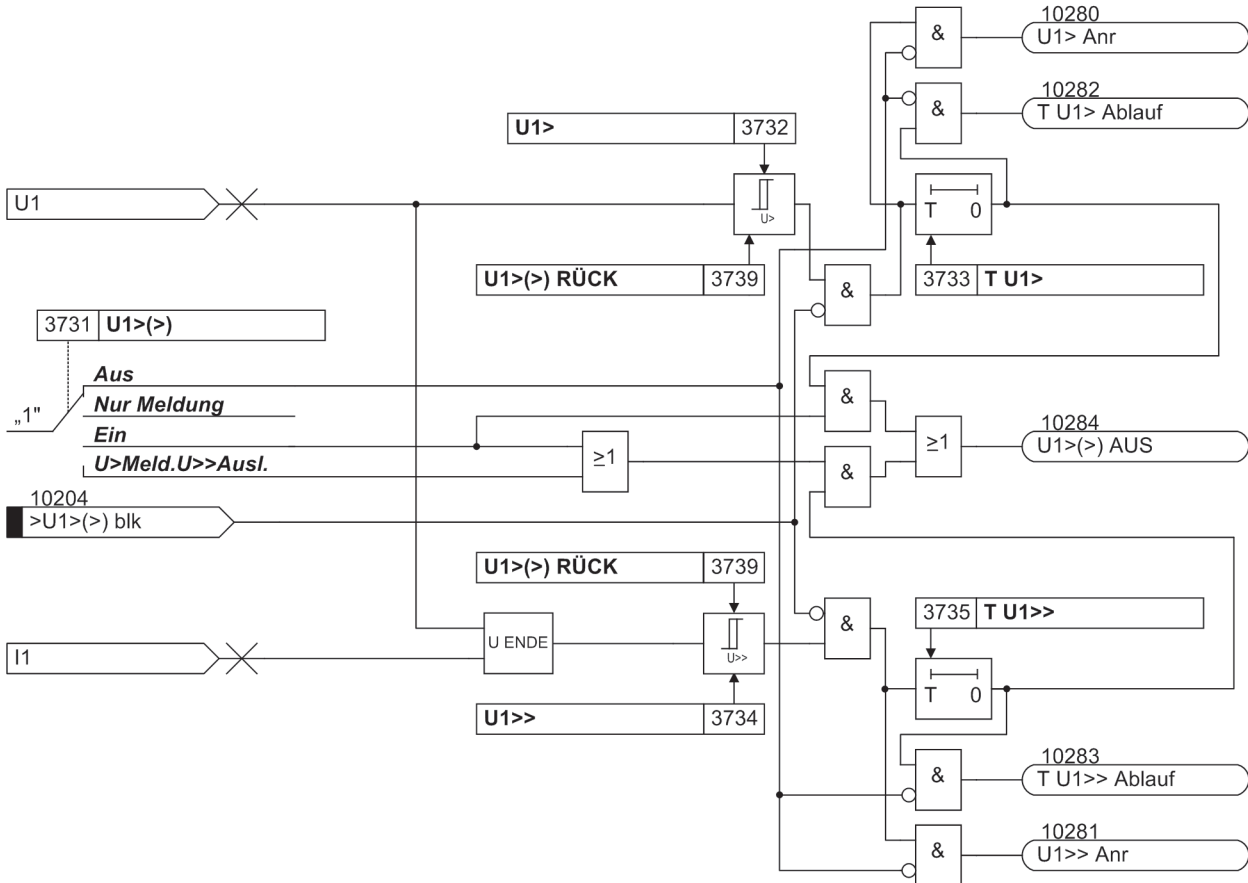 10280
& U1> Anr
10282
& T U1> Ablauf
U1> 3732
U1
U>
T 0
U1>(>) RÜCK 3739
3733 T U1>
&
3731 U1>(>)
„1"
Aus
Nur Meldung
Ein
U>Meld.U>>Ausl.
≥1
&
&
≥1
10284
U1>(>) AUS
10204
>U1>(>) blk
U1>(>) RÜCK 3739
3735 T U1>>
&
I1
U ENDE
U>>
T 0
U1>> 3734
10283
& T U1>> Ablauf
10281
& U1>> Anr